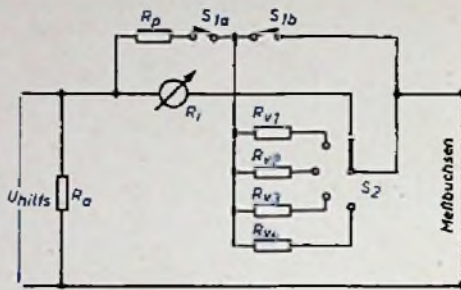 Rp S1a S1b
Ri
Rv1
Rv2
Rv3
Rv4
S2
Uhilfs
Ra
Meßbuchsen